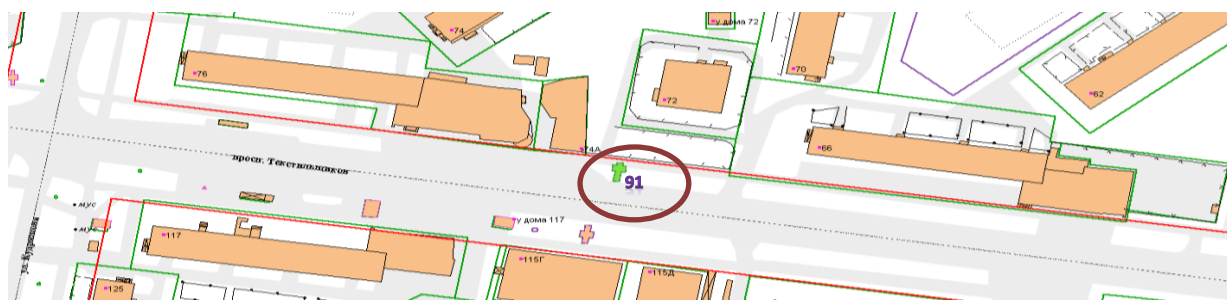 74
у дома 72
76
70
62
72
74А
66
91
просп. Текстильщиков
мус
у дома 117
мус
117
115Г
115Д
125
ул. Кудряшова